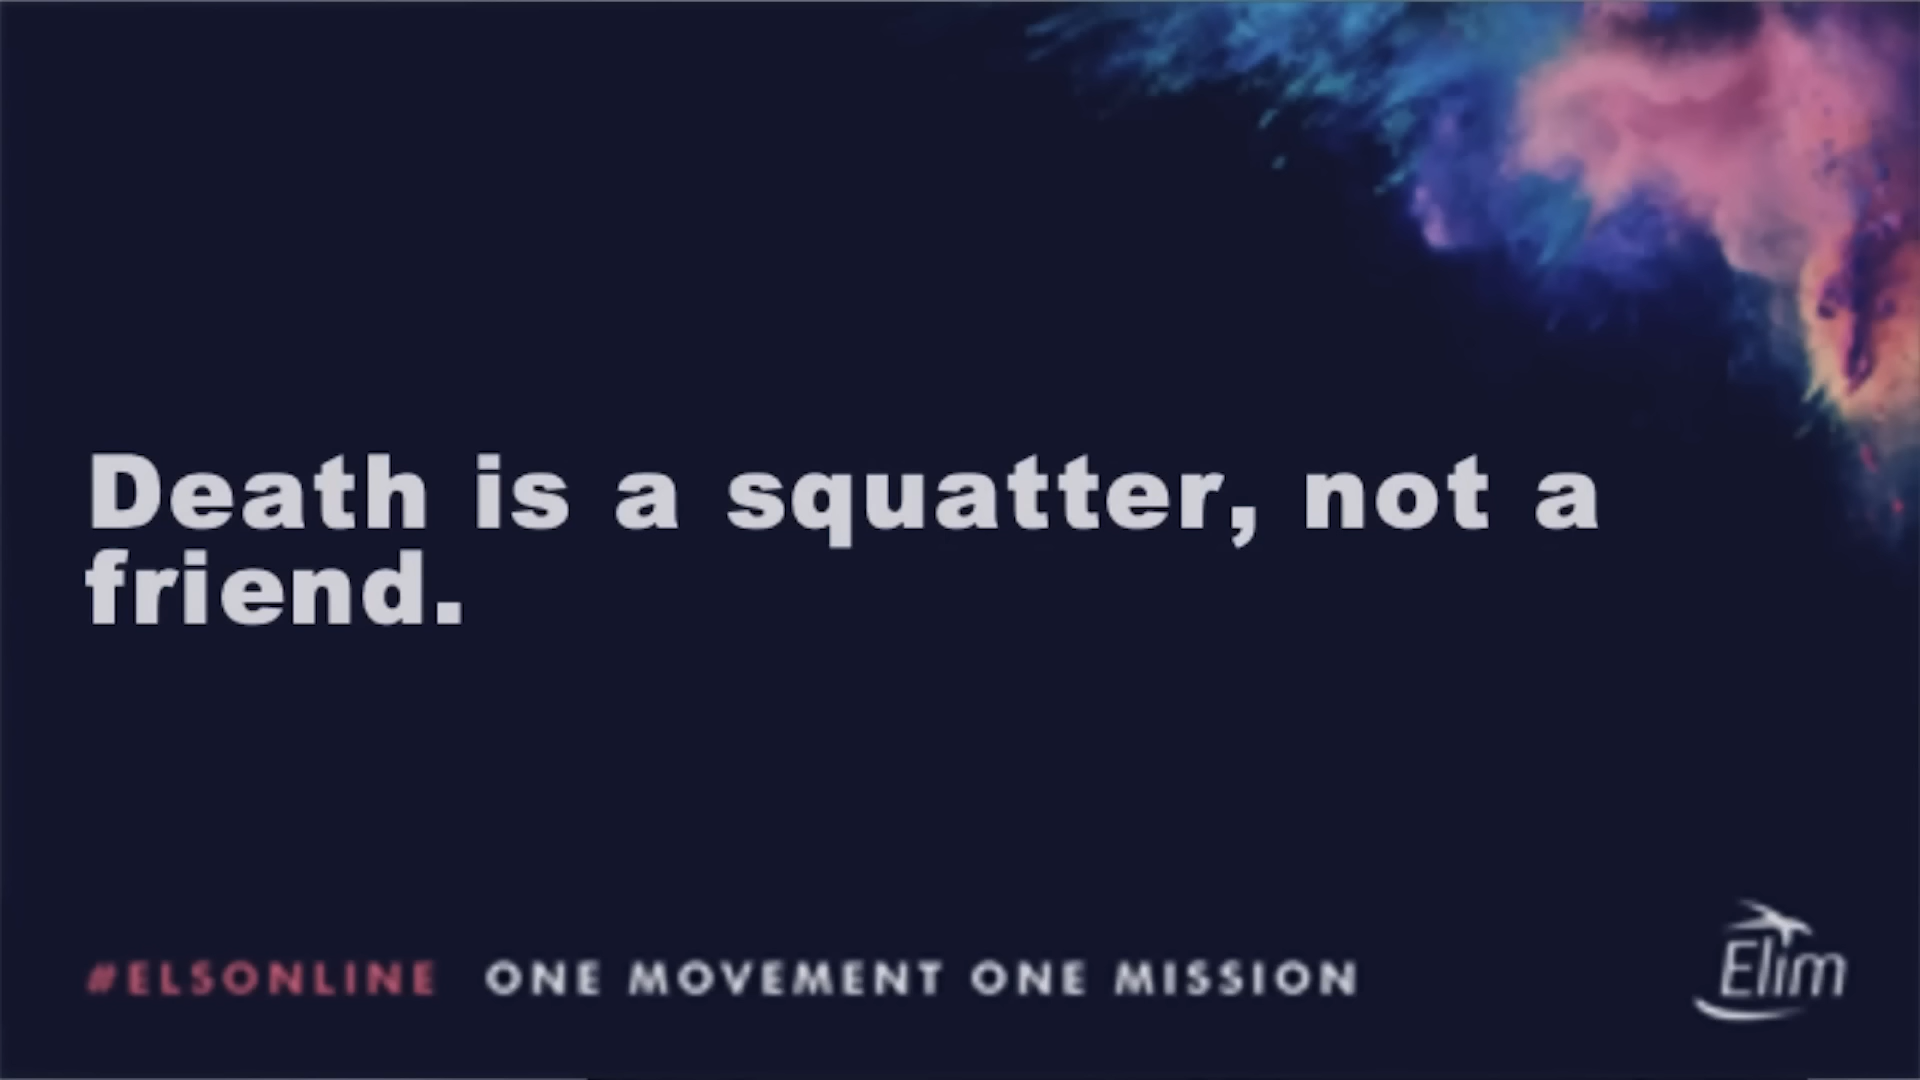 Death is a squatter, not a
friend.
#ELSONLINE ONE MOVEMENT ONE MISSION
Elim